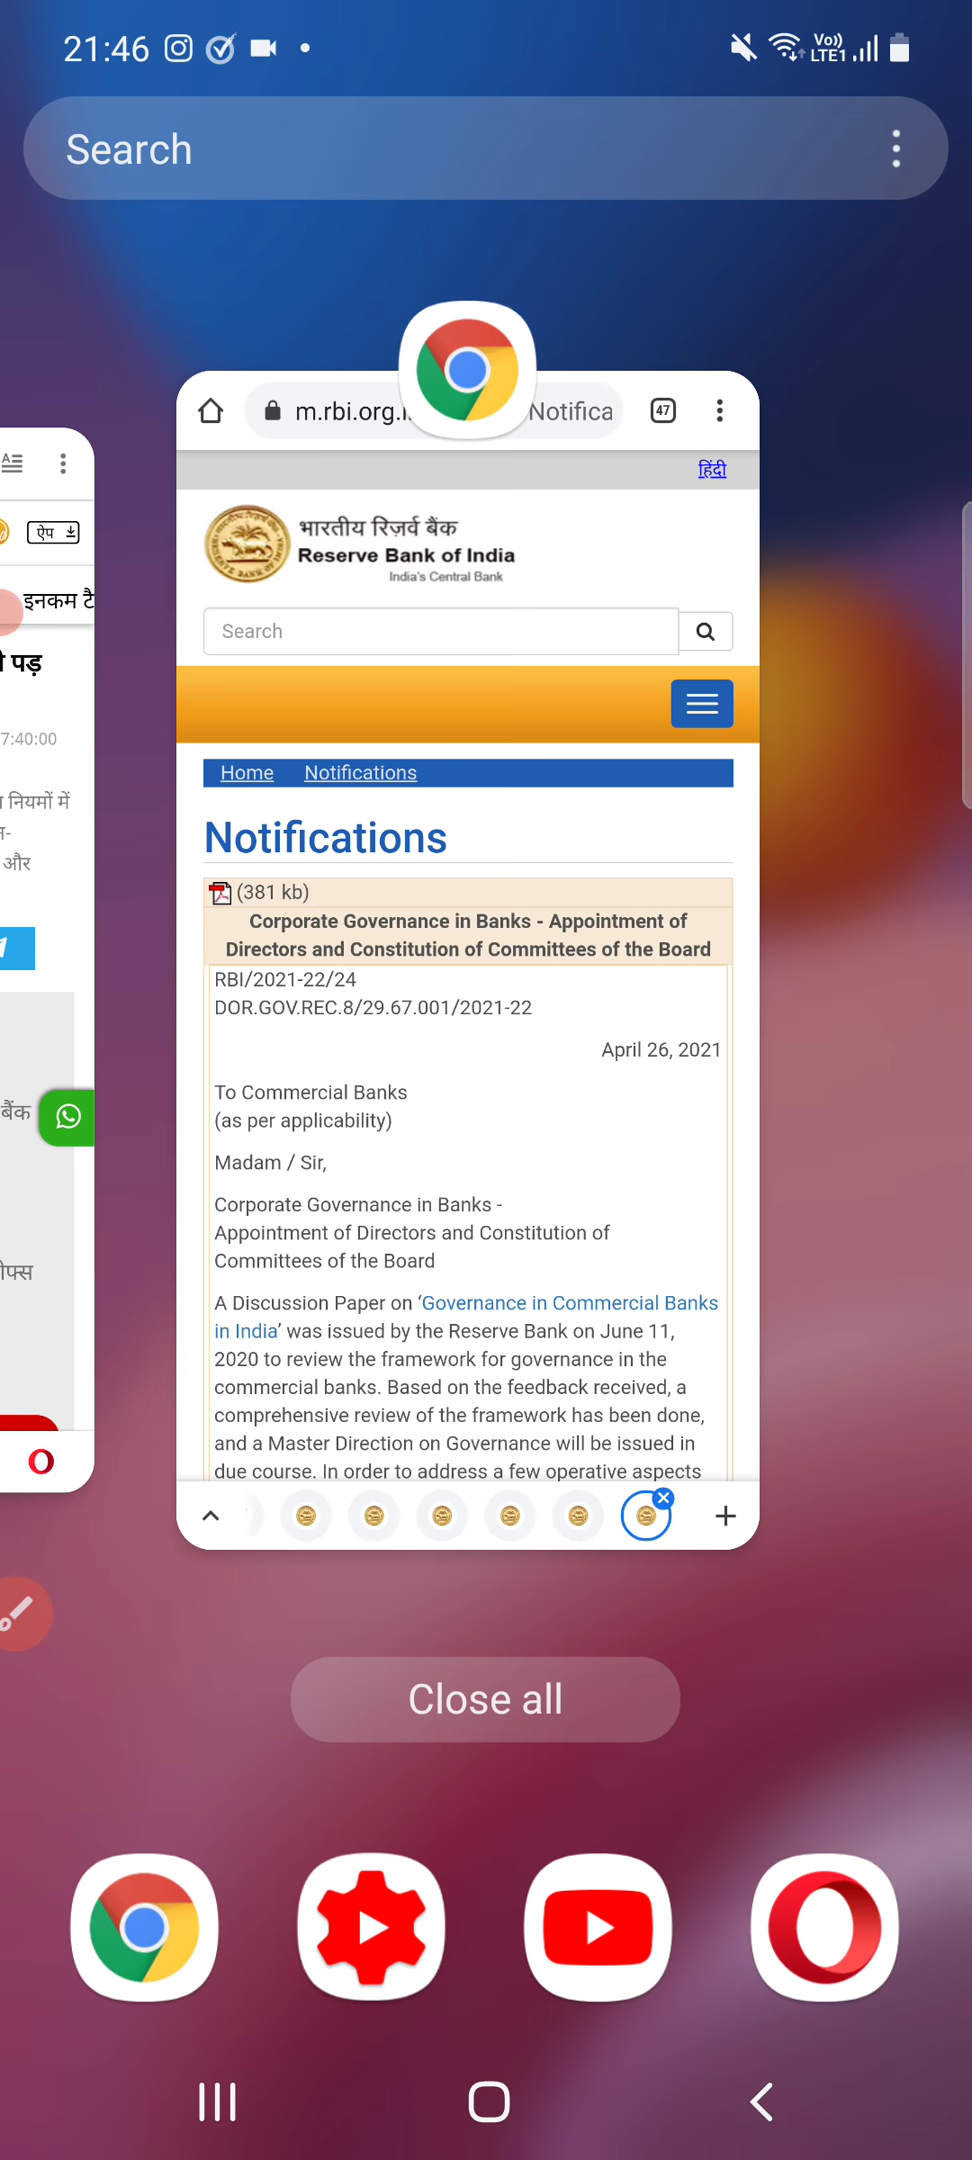 21:46
Vo))
LTE1
Search
m.rbi.org.i
Notifica
47
हिंदी
भारतीय रिज़र्व बैंक
Reserve Bank of India
India's Central Bank
Search
Home Notifications
Notifications
(381 kb)
Corporate Governance in Banks - Appointment of
Directors and Constitution of Committees of the Board
RBI/2021-22/24
DOR.GOV.REC.8/29.67.001/2021-22
April 26, 2021
To Commercial Banks
(as per applicability)
Madam / Sir,
Corporate Governance in Banks -
Appointment of Directors and Constitution of
Committees of the Board
A Discussion Paper on ‘Governance in Commercial Banks
in India’ was issued by the Reserve Bank on June 11,
2020 to review the framework for governance in the
commercial banks. Based on the feedback received, a
comprehensive review of the framework has been done,
and a Master Direction on Governance will be issued in
due course. In order to address a few operative aspects
ऐप
इनकम टै
पड़
7:40:00
नियमों में
और
बैंक
Close all